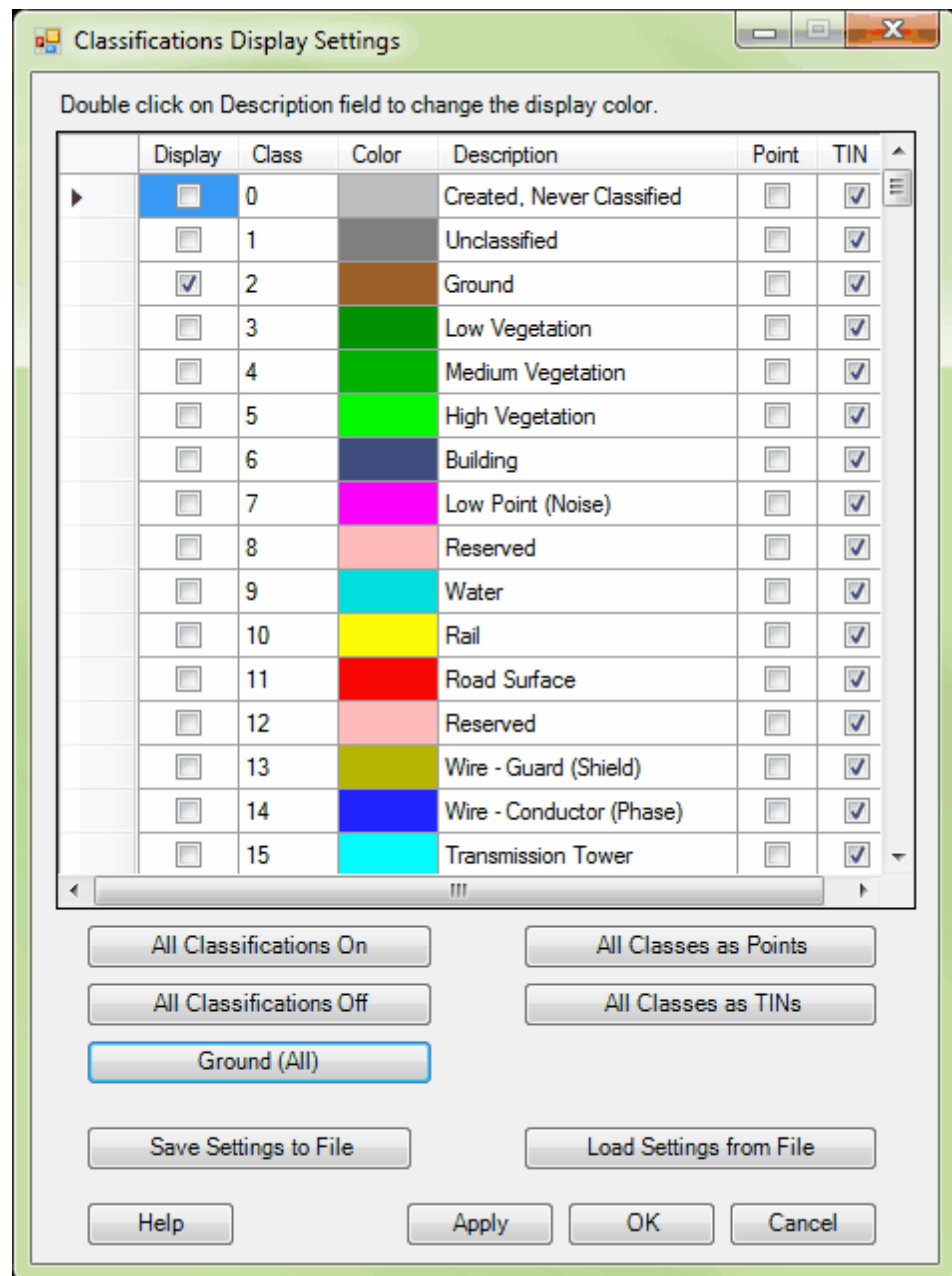 Classifications Display Settings
Double click on Description field to change the display color.
Display Class Color Description Point TIN
0 Created, Never Classified
1 Unclassified
2 Ground
3 Low Vegetation
4 Medium Vegetation
5 High Vegetation
6 Building
7 Low Point (Noise)
8 Reserved
9 Water
10 Rail
11 Road Surface
12 Reserved
13 Wire - Guard (Shield)
14 Wire - Conductor (Phase)
15 Transmission Tower
All Classifications On All Classes as Points
All Classifications Off All Classes as TINs
Ground (All)
Save Settings to File Load Settings from File
Help Apply OK Cancel